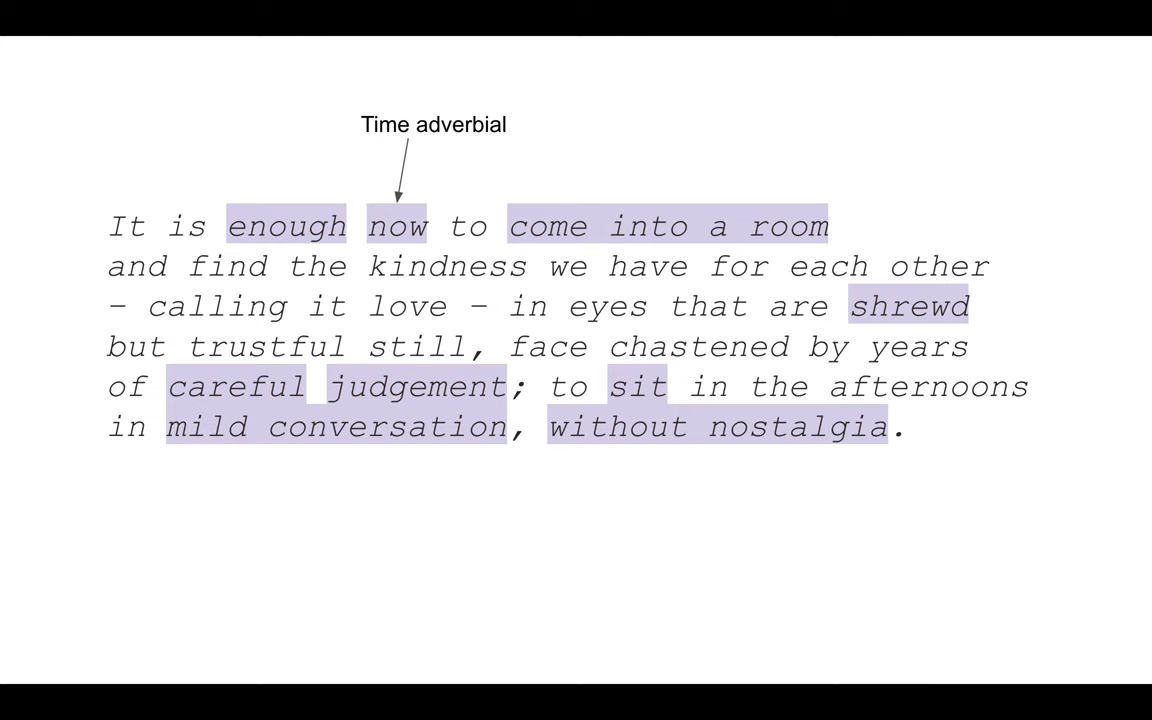 Time adverbial
It is enough now to come into a room
and find the kindness we have for each other
– calling it love – in eyes that are shrewd
but trustful still, face chastened by years
of careful judgement; to sit in the afternoons
in mild conversation, without nostalgia.